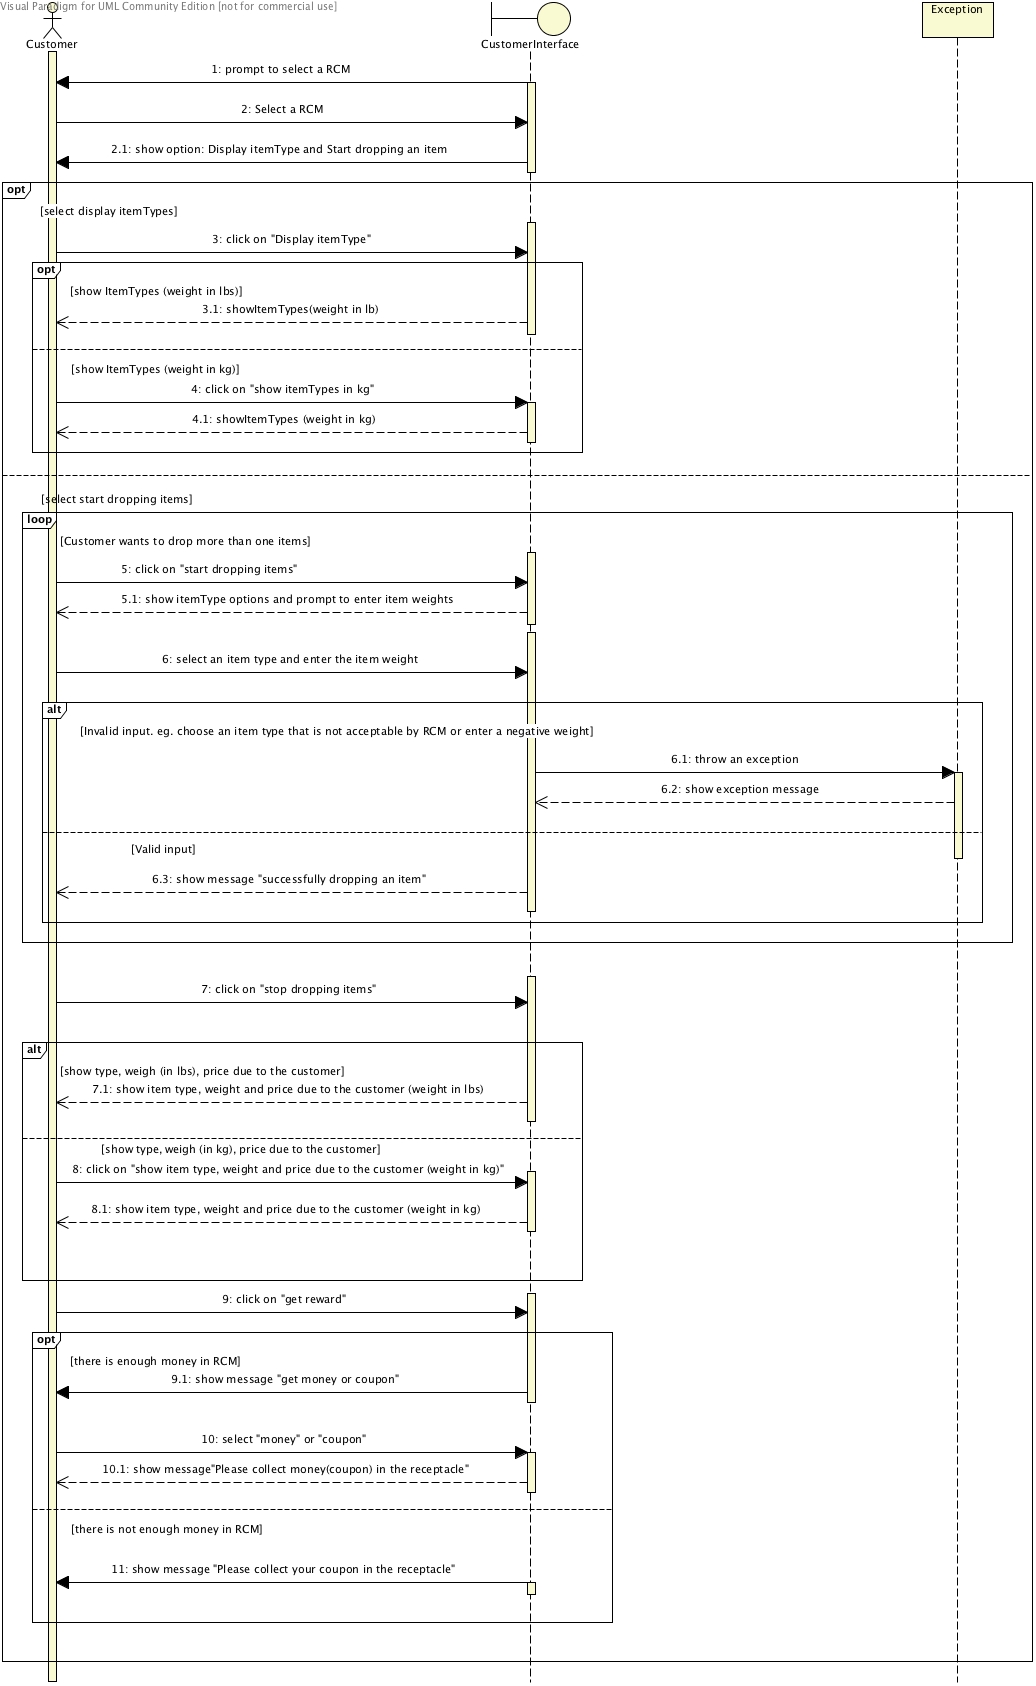 Visual Paradigm for UML Community Edition [not for commercial use]
Exception
Customer
CustomerInterface
1: prompt to select a RCM
2: Select a RCM
2.1: show option: Display itemType and Start dropping an item
opt
[select display itemTypes]
3: click on "Display itemType"
opt
[show ItemTypes (weight in lbs)]
3.1: showItemTypes(weight in lb)
[show ItemTypes (weight in kg)]
4: click on "show itemTypes in kg"
4.1: showItemTypes (weight in kg)
[select start dropping items]
loop
[Customer wants to drop more than one items]
5: click on "start dropping items"
5.1: show itemType options and prompt to enter item weights
6: select an item type and enter the item weight
alt
[Invalid input. eg. choose an item type that is not acceptable by RCM or enter a negative weight]
6.1: throw an exception
6.2: show exception message
[Valid input]
6.3: show message "successfully dropping an item"
7: click on "stop dropping items"
alt
[show type, weigh (in lbs), price due to the customer]
7.1: show item type, weight and price due to the customer (weight in lbs)
[show type, weigh (in kg), price due to the customer]
8: click on "show item type, weight and price due to the customer (weight in kg)"
8.1: show item type, weight and price due to the customer (weight in kg)
9: click on "get reward"
opt
[there is enough money in RCM]
9.1: show message "get money or coupon"
10: select "money" or "coupon"
10.1: show message"Please collect money(coupon) in the receptacle"
[there is not enough money in RCM]
11: show message "Please collect your coupon in the receptacle"